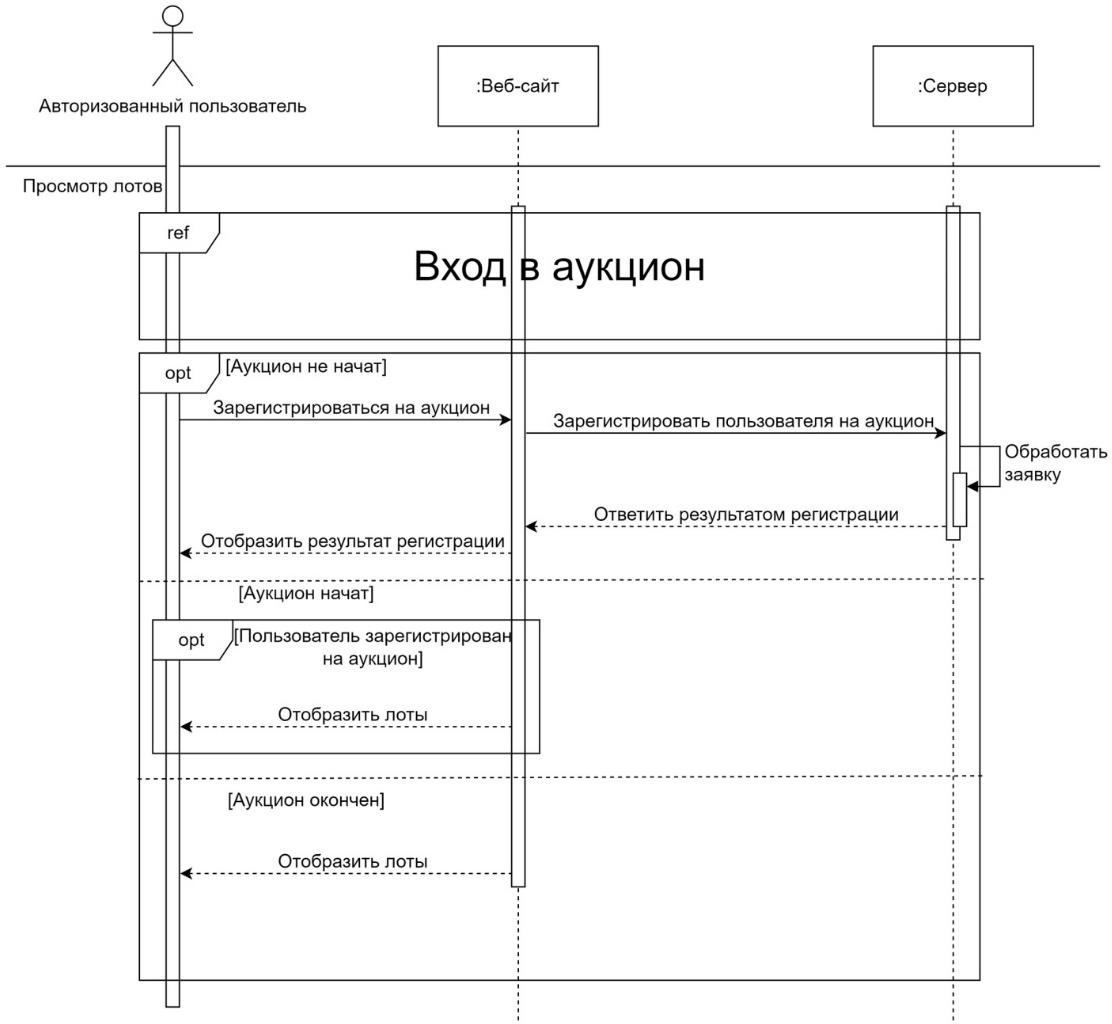 Авторизованный пользователь
:Веб-сайт
:Сервер
Просмотр лотов
ref
Вход в аукцион
opt
[Аукцион не начат]
Зарегистрироваться на аукцион
Зарегистрировать пользователя на аукцион
Обработать
заявку
Ответить результатом регистрации
Отобразить результат регистрации
[Аукцион начат]
opt
[Пользователь зарегистрирован
на аукцион]
Отобразить лоты
[Аукцион окончен]
Отобразить лоты